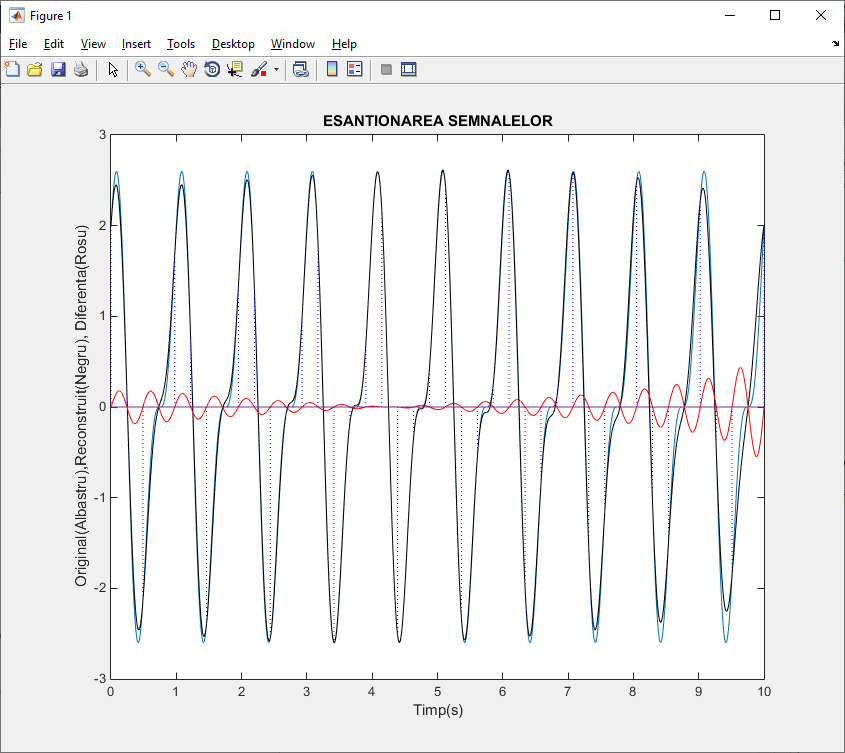 Figure 1
File Edit View Insert Tools Desktop Window Help
ESANTIONAREA SEMNALELOR
Original(Albastru),Reconstruit(Negru), Diferenta(Rosu)
3
2
1
0
-1
-2
-3
0 1 2 3 4 5 6 7 8 9 10
Timp(s)